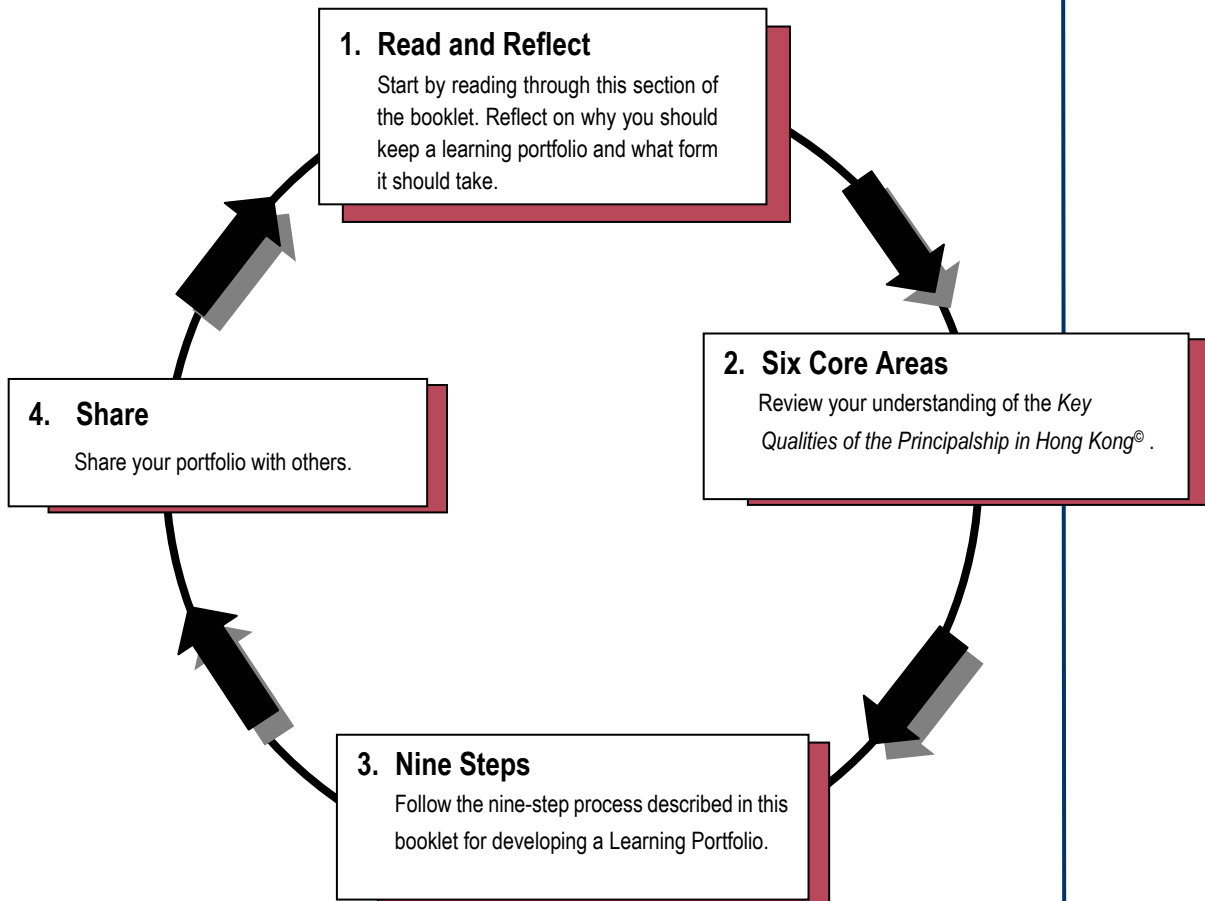 1. Read and Reflect
Start by reading through this section of
the booklet. Reflect on why you should
keep a learning portfolio and what form
it should take.
2. Six Core Areas
Review your understanding of the Key
Qualities of the Principalship in Hong Kong© .
3. Nine Steps
Follow the nine-step process described in this
booklet for developing a Learning Portfolio.
4. Share
Share your portfolio with others.